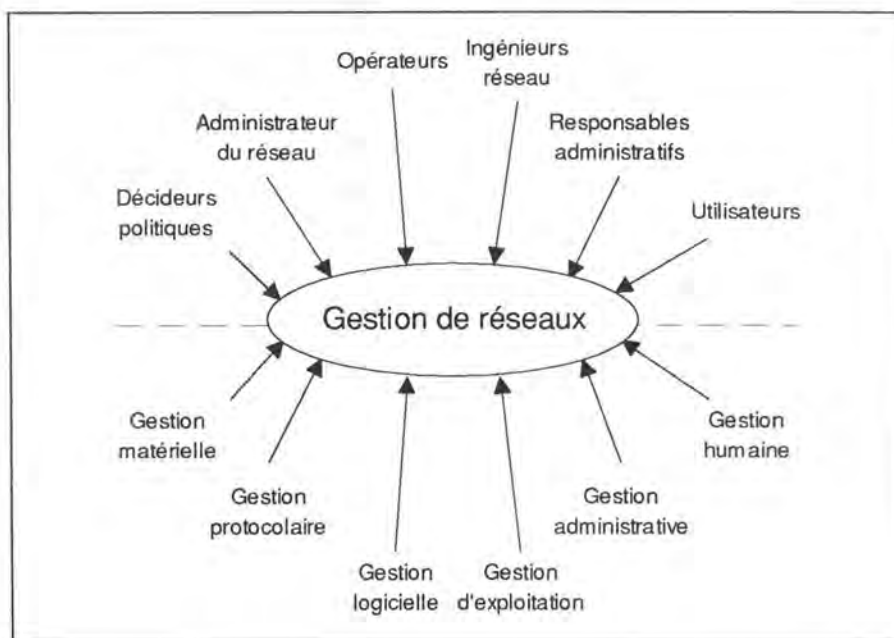 Opérateurs
Ingénieurs
réseau
Administrateur
du réseau
Responsables
administratifs
Décideurs
politiques
Utilisateurs
Gestion de réseaux
Gestion
matérielle
Gestion
humaine
Gestion
protocolaire
Gestion
administrative
Gestion
logicielle
Gestion
d'exploitation